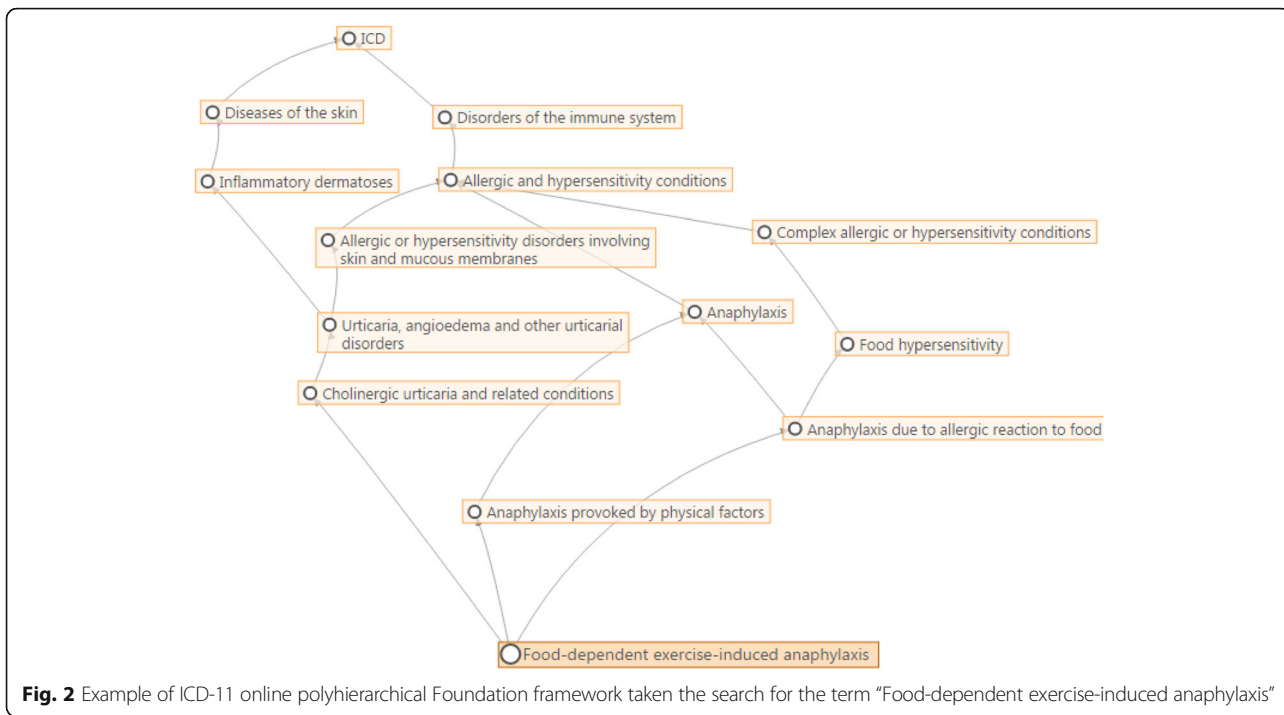 ICD
Diseases of the skin
Disorders of the immune system
Inflammatory dermatoses
Allergic and hypersensitivity conditions
Allergic or hypersensitivity disorders involving
skin and mucous membranes
Complex allergic or hypersensitivity conditions
Anaphylaxis
Urticaria, angioedema and other urticarial
disorders
Food hypersensitivity
Cholinergic urticaria and related conditions
Anaphylaxis due to allergic reaction to food
Anaphylaxis provoked by physical factors
Food-dependent exercise-induced anaphylaxis
Fig. 2 Example of ICD-11 online polyhierarchical Foundation framework taken the search for the term “Food-dependent exercise-induced anaphylaxis”